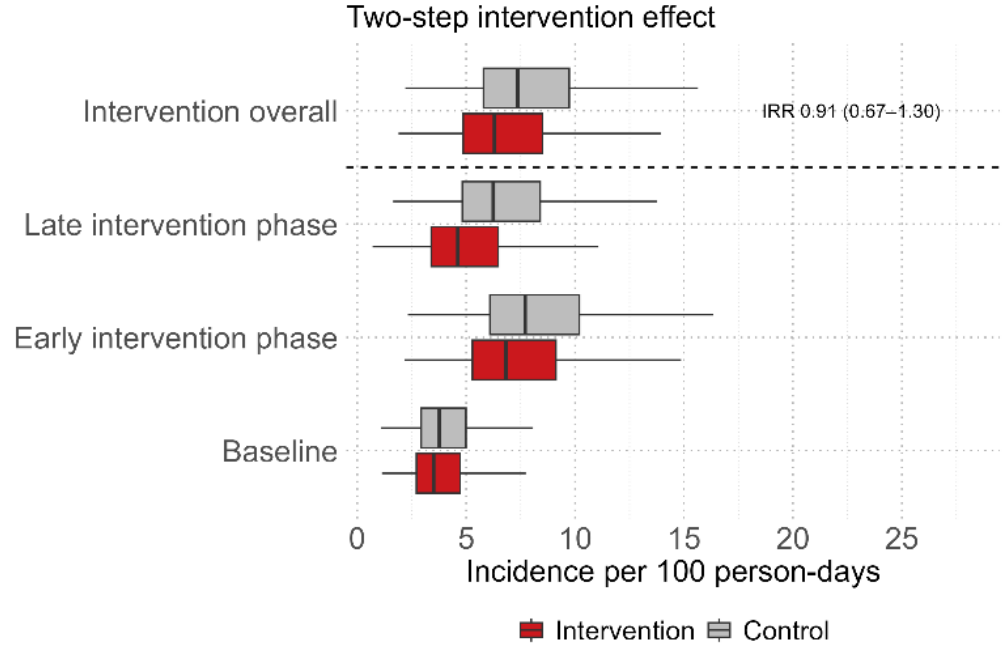 Two-step intervention effect
Intervention overall
IRR 0.91 (0.67–1.30)
Late intervention phase
Early intervention phase
Baseline
0 5 10 15 20 25
Incidence per 100 person-days
Intervention Control